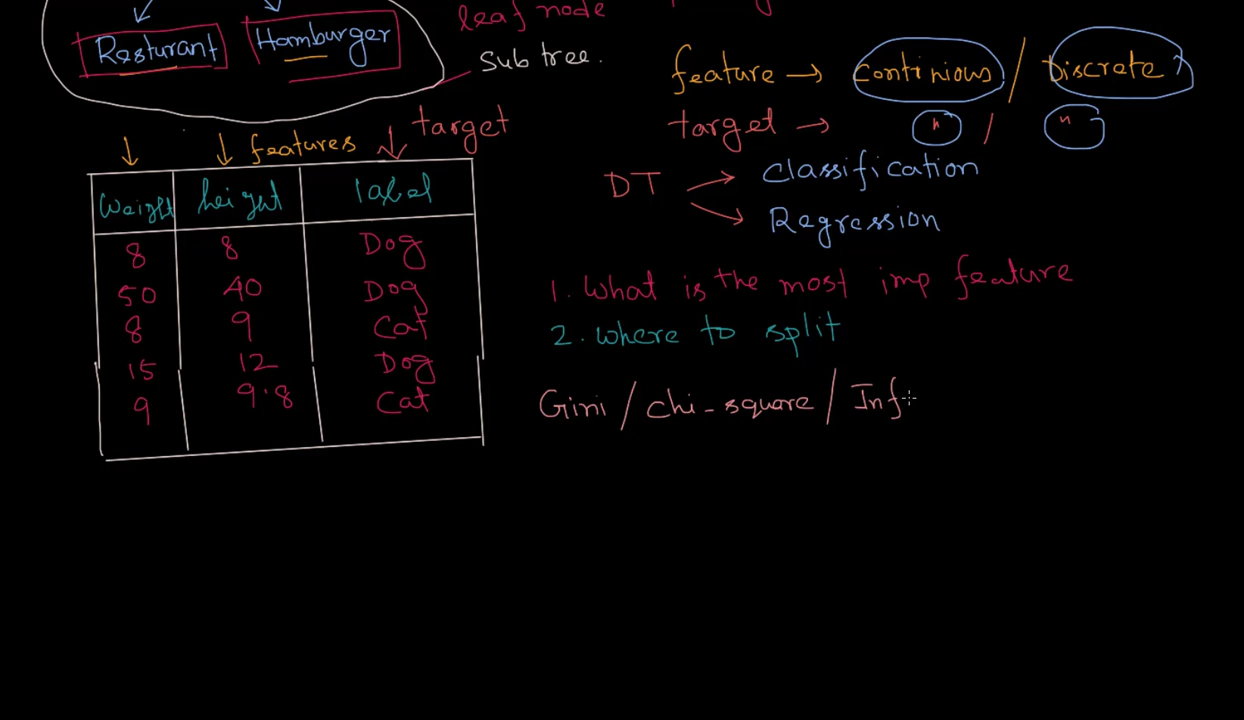 leaf node
Resturant Hamburger
sub tree.
feature → Continious / Discrete
target → " / "
features
target
DT → Classification
→ Regression
Weight height label
8 8 Dog
50 40 Dog
8 9 Cat
15 12 Dog
9 9.8 Cat
1. What is the most imp feature
2. where to split
Gini / chi-square / Inf